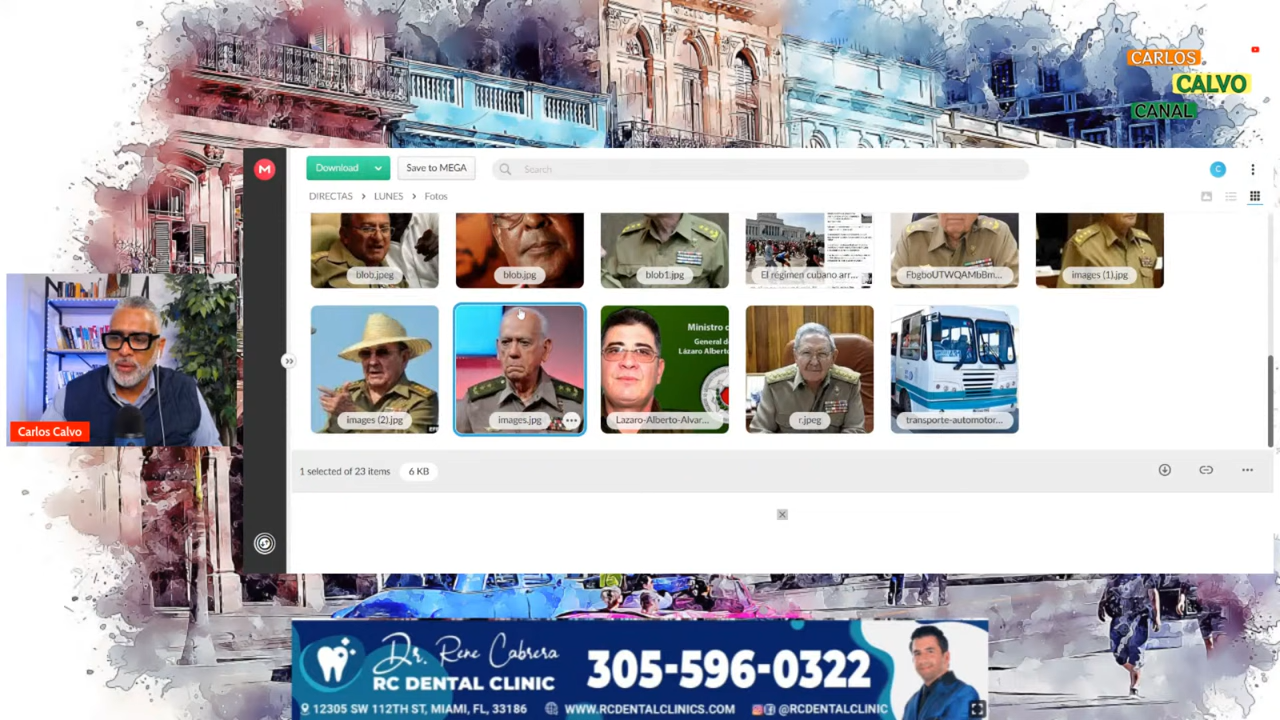 CARLOS
CALVO
CANAL
M
Download
Save to MEGA
Search
C
DIRECTAS > LUNES > Fotos
blob.jpeg
blob.jpg
blob1.jpg
El régimen cubano arr...
FbgboUTWQAMbBm...
images (1).jpg
Ministro
General d
Lázaro Alberto
images (2).jpg
images.jpg
Lazaro-Alberto-Alvar...
r.jpeg
transporte-automotor...
Carlos Calvo
1 selected of 23 items
6 KB
Dr. Rene Cabrera
RC DENTAL CLINIC
305-596-0322
12305 SW 112TH ST, MIAMI, FL, 33186
WWW.RCDENTALCLINICS.COM
@RCDENTALCLINIC